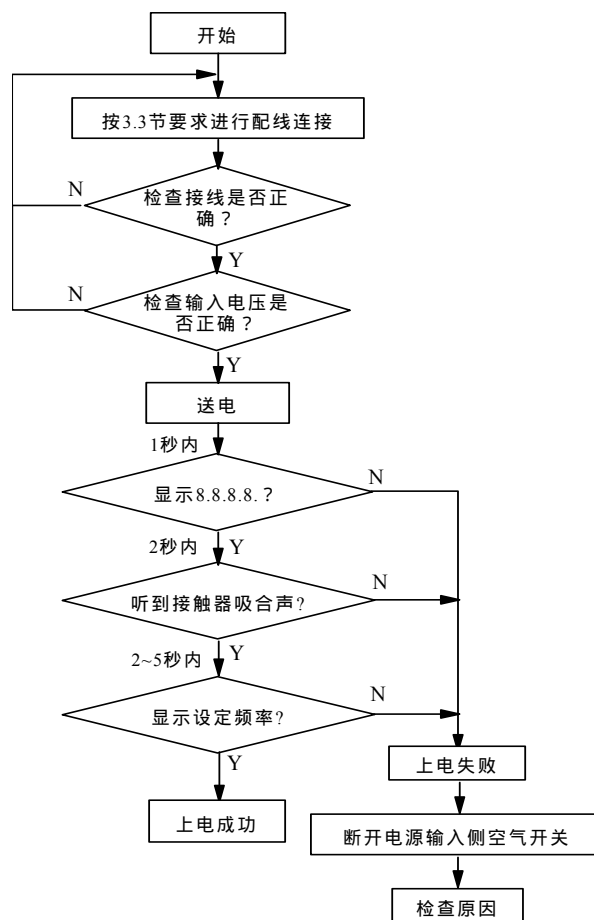 开始
按3.3节要求进行配线连接
N
检查接线是否正
确？
Y
N
检查输入电压是
否正确？
Y
送电
1秒内
显示8.8.8.8.？
N
2秒内
Y
听到接触器吸合声?
N
2~5秒内
Y
显示设定频率?
N
Y
上电失败
上电成功
断开电源输入侧空气开关
检查原因